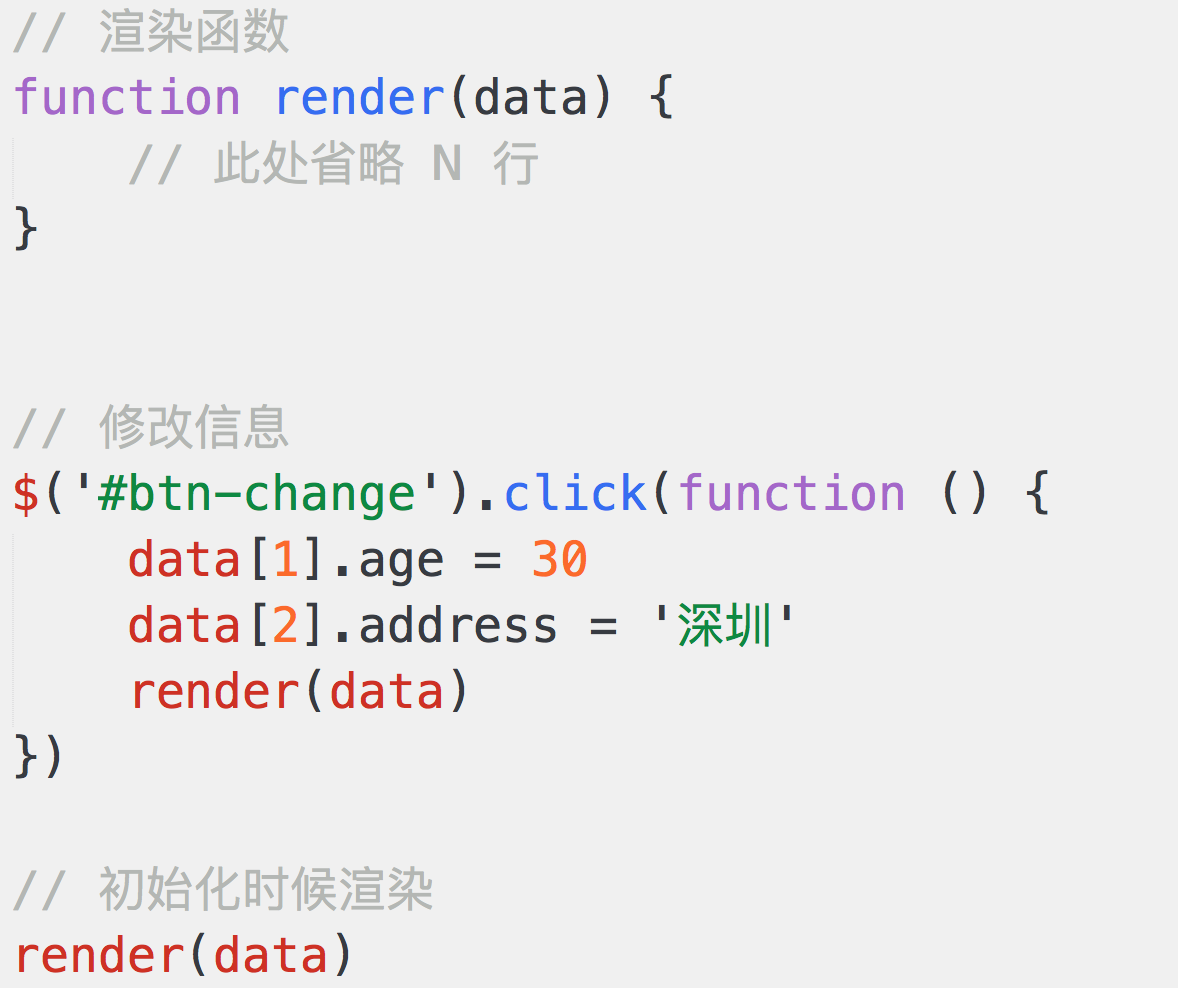 // 渲染函数
function render(data) {
    // 此处省略 N 行
}
// 修改信息
$('#btn-change').click(function () {
    data[1].age = 30
    data[2].address = '深圳'
    render(data)
})
// 初始化时候渲染
render(data)